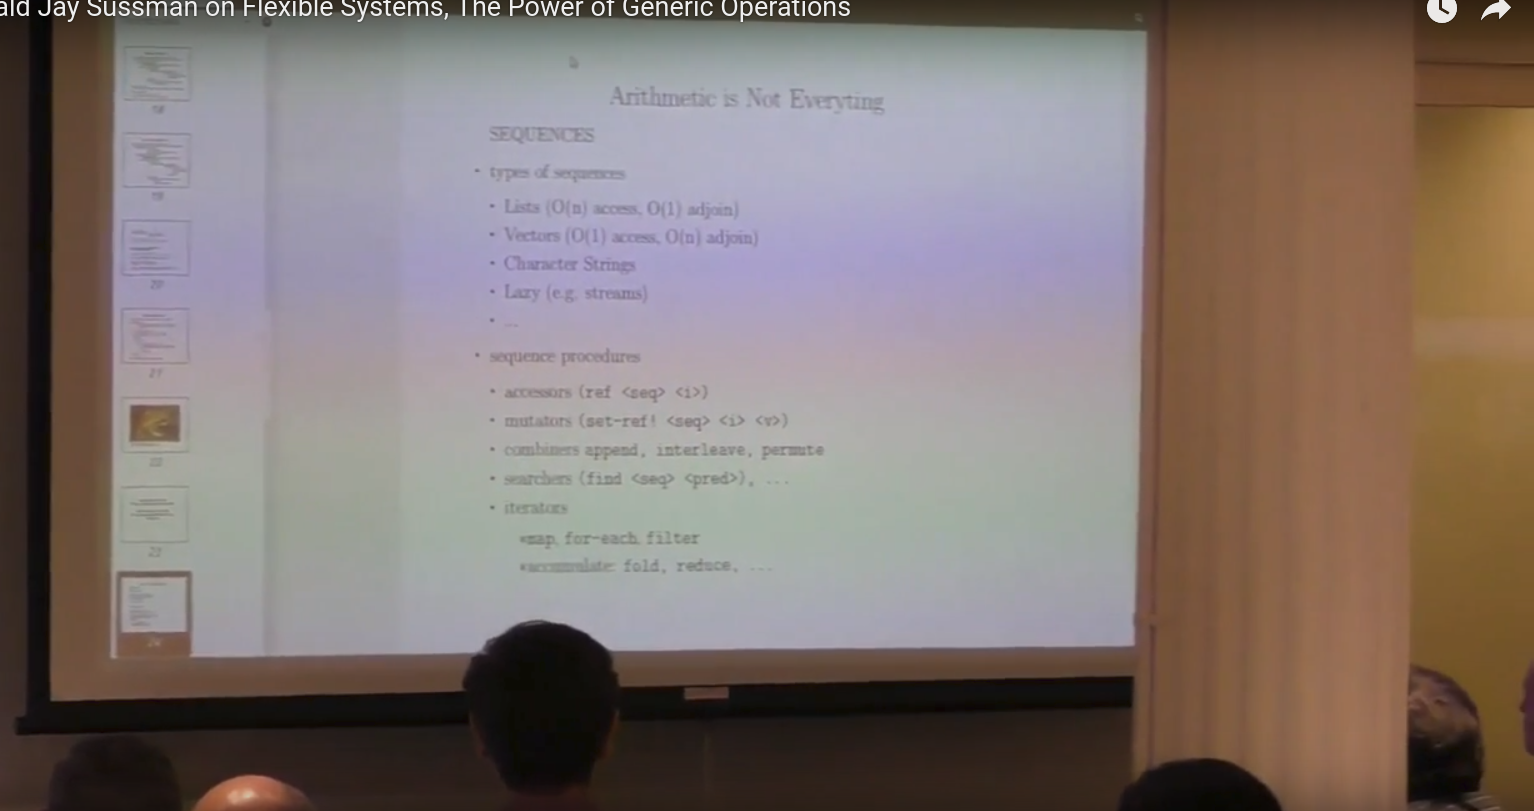 ald Jay Sussman on Flexible Systems, The Power of Generic Operations
Arithmetic is Not Everyting
SEQUENCES
• types of sequences
• Lists (O(n) access, O(1) adjoin)
• Vectors (O(1) access, O(n) adjoin)
• Character Strings
• Lazy (e.g. streams)
• ...
• sequence procedures
• accessors (ref <seq> <i>)
• mutators (set-ref! <seq> <i> <v>)
• combiners append, interleave, permute
• searchers (find <seq> <pred>), ...
• iterators
*map, for-each, filter
*accumulate: fold, reduce, ...
18
19
20
21
22
23
24